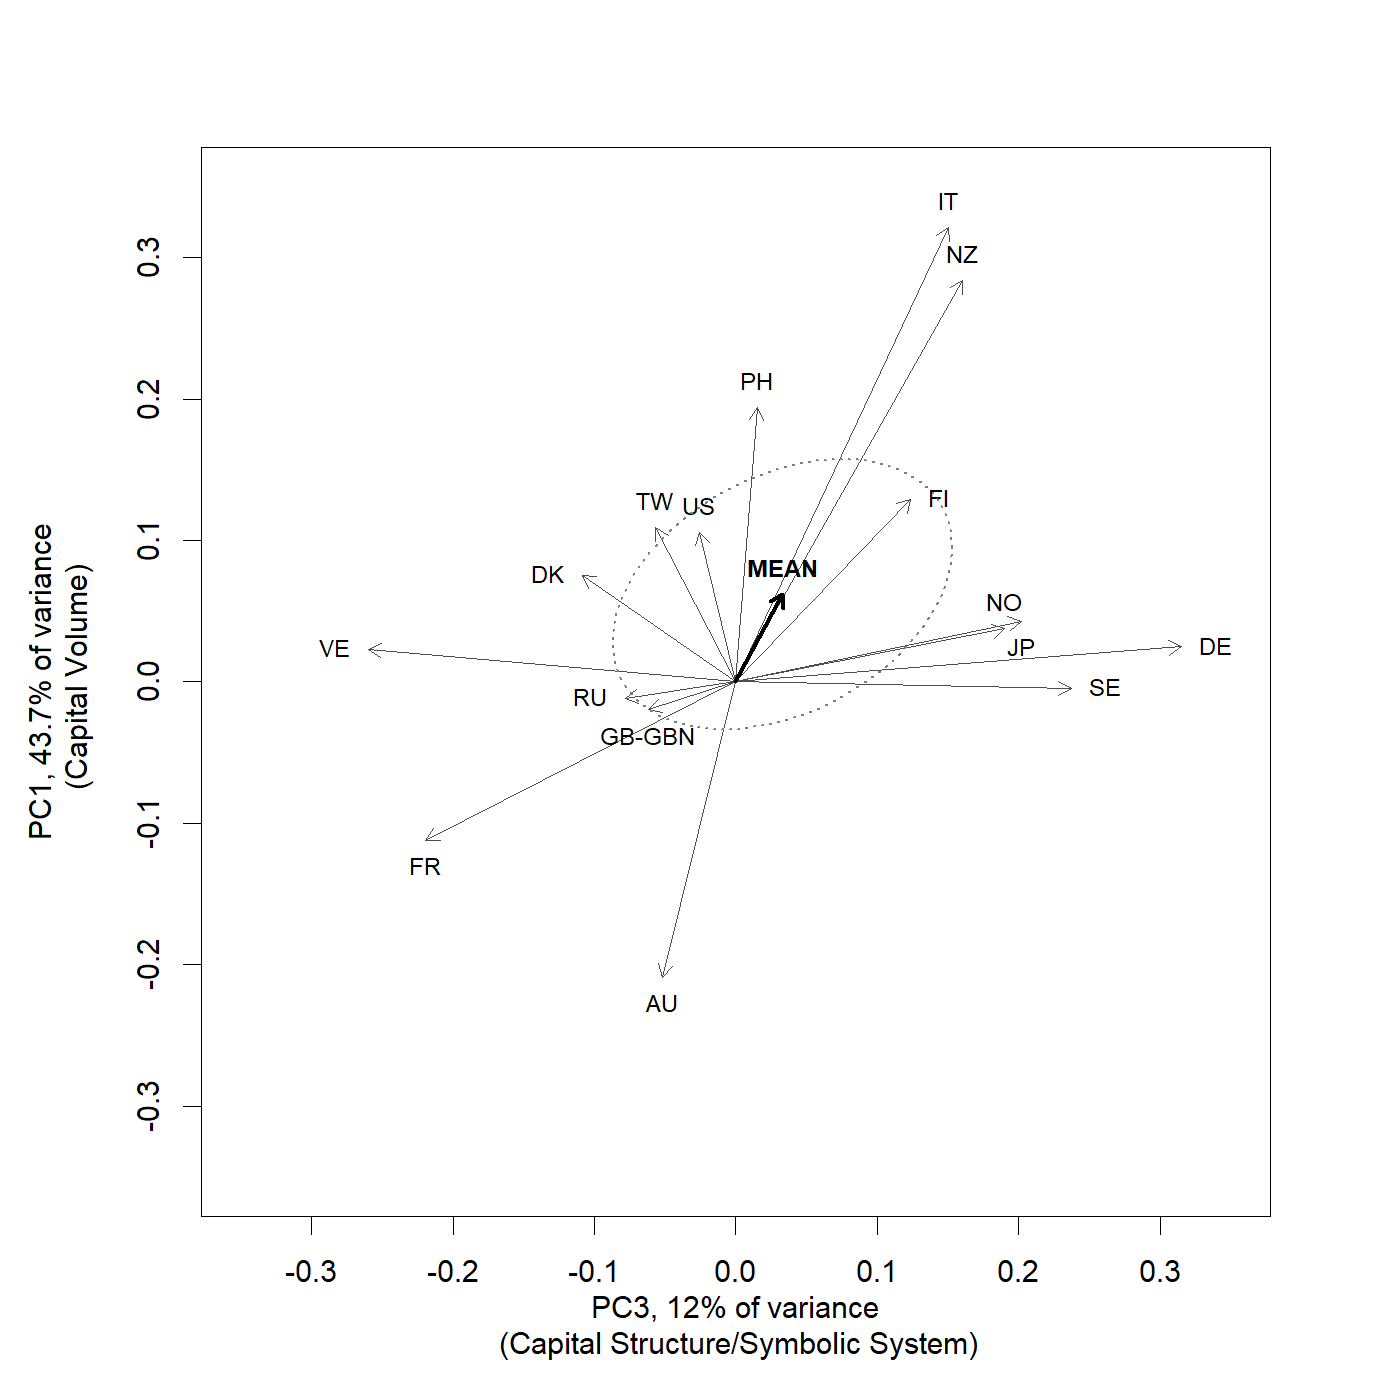 IT
NZ
PH
FI
TW
US
MEAN
DK
NO
VE
JP
DE
SE
RU
GB-GBN
FR
AU
0.3
0.2
0.1
0.0
-0.1
-0.2
-0.3
PC1, 43.7% of variance
(Capital Volume)
-0.3 -0.2 -0.1 0.0 0.1 0.2 0.3
PC3, 12% of variance
(Capital Structure/Symbolic System)